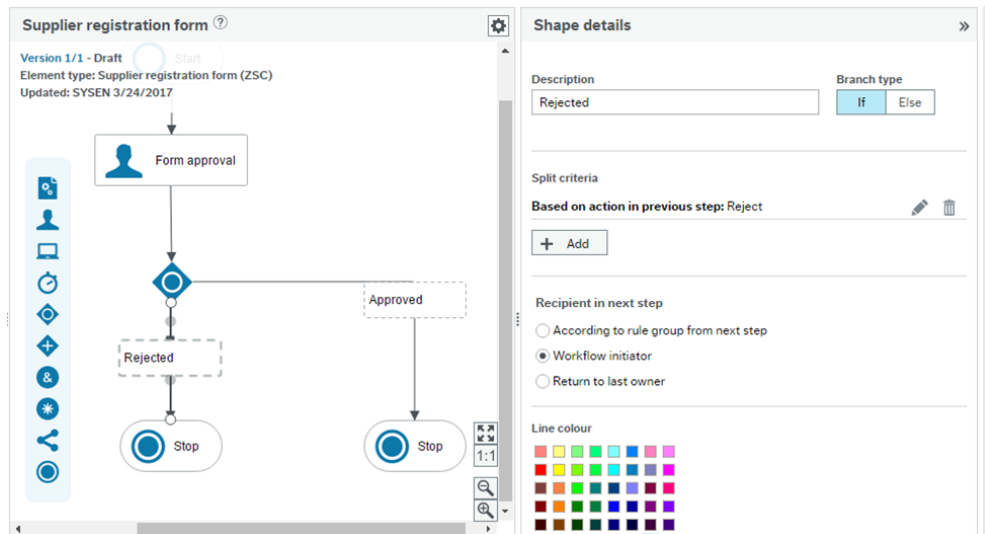 Supplier registration form ?
Version 1/1 - Draft
Start
Element type: Supplier registration form (ZSC)
Updated: SYSEN 3/24/2017
Form approval
&
Approved
Rejected
Stop
Stop
1:1
Shape details »
Description
Branch type
Rejected
If Else
Split criteria
Based on action in previous step: Reject
+ Add
Recipient in next step
According to rule group from next step
Workflow initiator
Return to last owner
Line colour